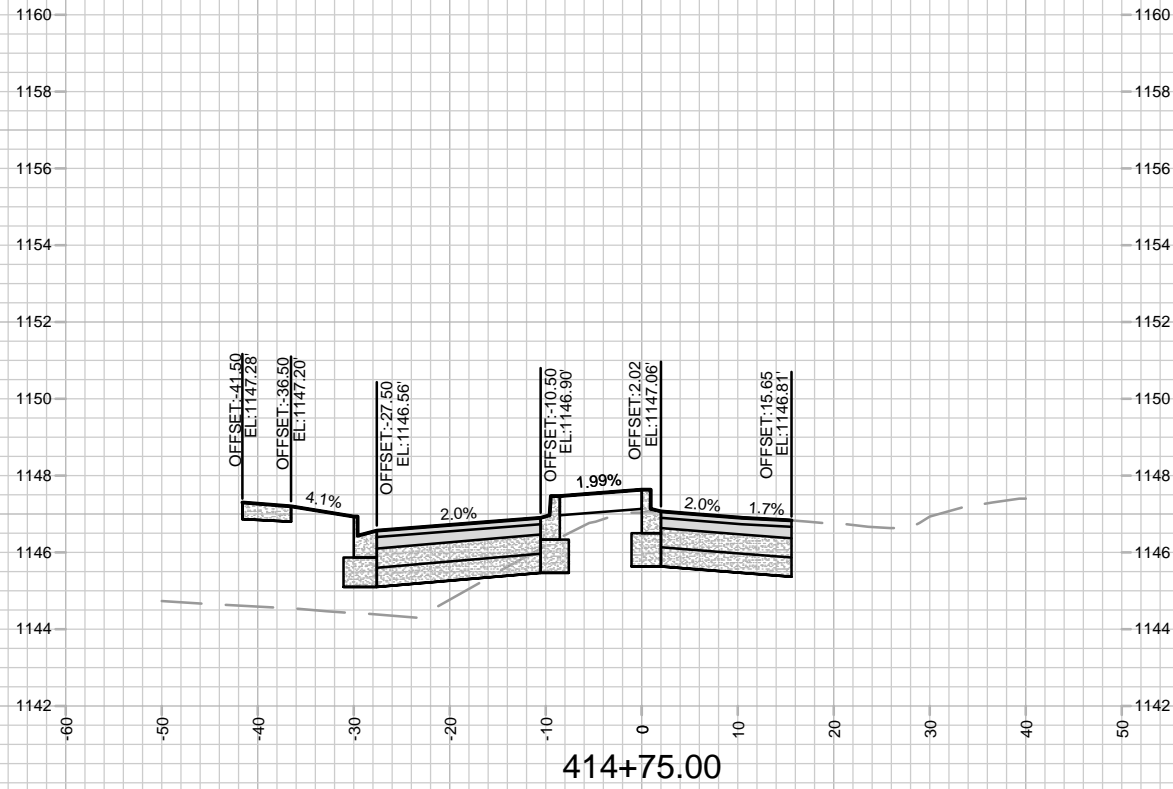 1160 1160
1158 1158
1156 1156
1154 1154
1152 1152
1150 1150
1148 1148
1146 1146
1144 1144
1142 1142
OFFSET:-41.50
EL:1147.28'
OFFSET:-36.50
EL:1147.20'
OFFSET:-27.50
EL:1146.56'
OFFSET:-10.50
EL:1146.90'
OFFSET:2.02
EL:1147.06'
OFFSET:15.65
EL:1146.81'
4.1%
2.0%
1.99%
2.0%
1.7%
-60 -50 -40 -30 -20 -10 0 10 20 30 40 50
414+75.00